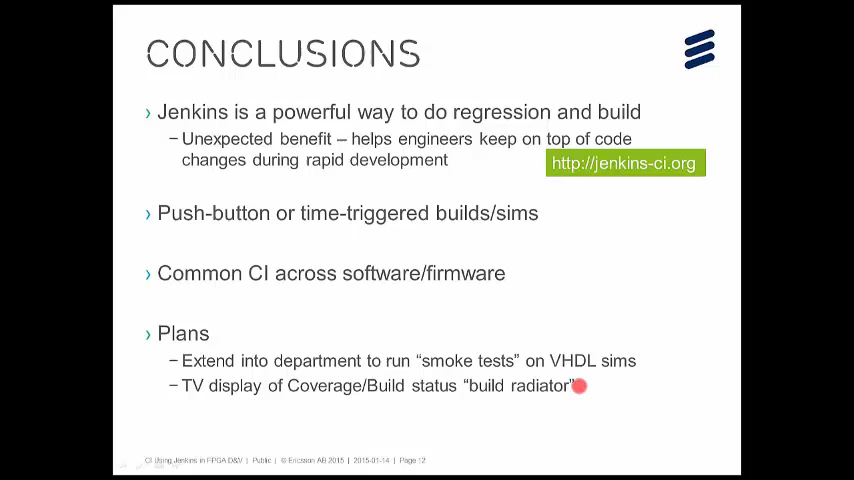 CONCLUSIONS
› Jenkins is a powerful way to do regression and build
– Unexpected benefit – helps engineers keep on top of code
changes during rapid development
http://jenkins-ci.org
› Push-button or time-triggered builds/sims
› Common CI across software/firmware
› Plans
– Extend into department to run “smoke tests” on VHDL sims
– TV display of Coverage/Build status “build radiator”
CI Using Jenkins in FPGA D&V | Public | © Ericsson AB 2015 | 2015-01-14 | Page 12